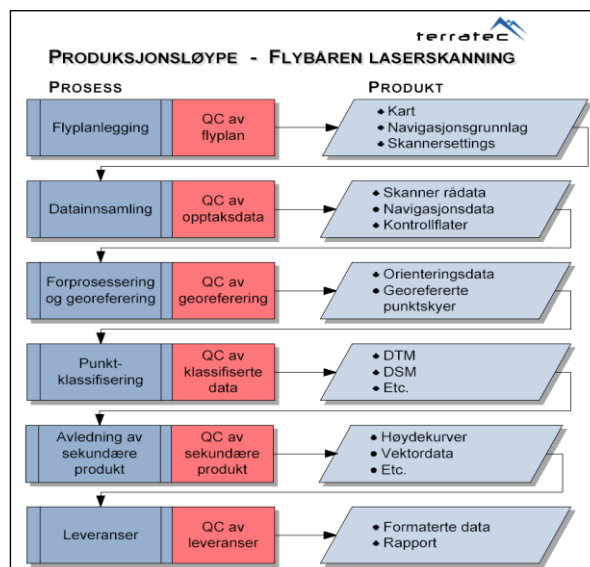 terratec
PRODUKSJONSLØYPE - FLYBÅREN LASERSKANNING
PROSESS
PRODUKT
Flyplanlegging
QC av
flyplan
• Kart
• Navigasjonsgrunnlag
• Skannersettings
Datainnsamling
QC av
opptaksdata
• Skanner rådata
• Navigasjonsdata
• Kontrollflater
Forprosessering
og georeferering
QC av
georeferering
• Orienteringsdata
• Georefererte
punktskyer
Punkt-
klassifisering
QC av
klassifiserte
data
• DTM
• DSM
• Etc.
Avledning av
sekundære
produkt
QC av
sekundære
produkt
• Høydekurver
• Vektordata
• Etc.
Leveranser
QC av
leveranser
• Formaterte data
• Rapport